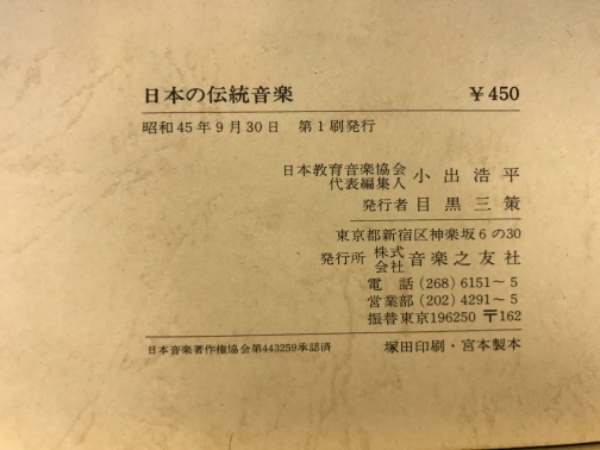 日本の伝統音楽 ¥450
昭和45年9月30日 第1刷発行
日本教育音楽協会
代表編集人 小出浩平
発行者 目黒三策
東京都新宿区神楽坂6の30
発行所 株式会社 音楽之友社
電話 (268) 6151〜5
営業部 (202) 4291〜5
振替東京196250 〒162
日本音楽著作権協会第443259承認済 塚田印刷・宮本製本